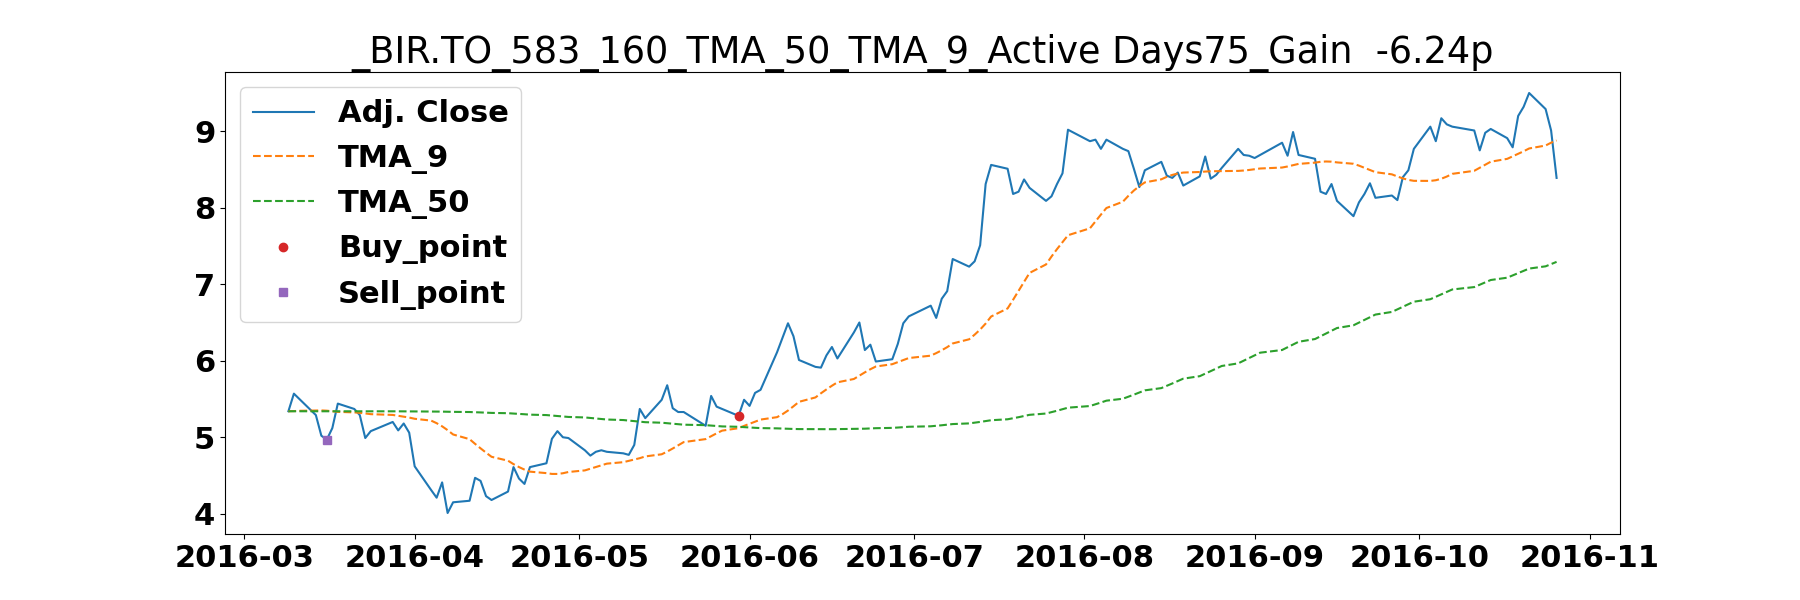 _BIR.TO_583_160_TMA_50_TMA_9_Active Days75_Gain  -6.24p
Adj. Close
TMA_9
TMA_50
Buy_point
Sell_point
9
8
7
6
5
4
2016-03 2016-04 2016-05 2016-06 2016-07 2016-08 2016-09 2016-10 2016-11